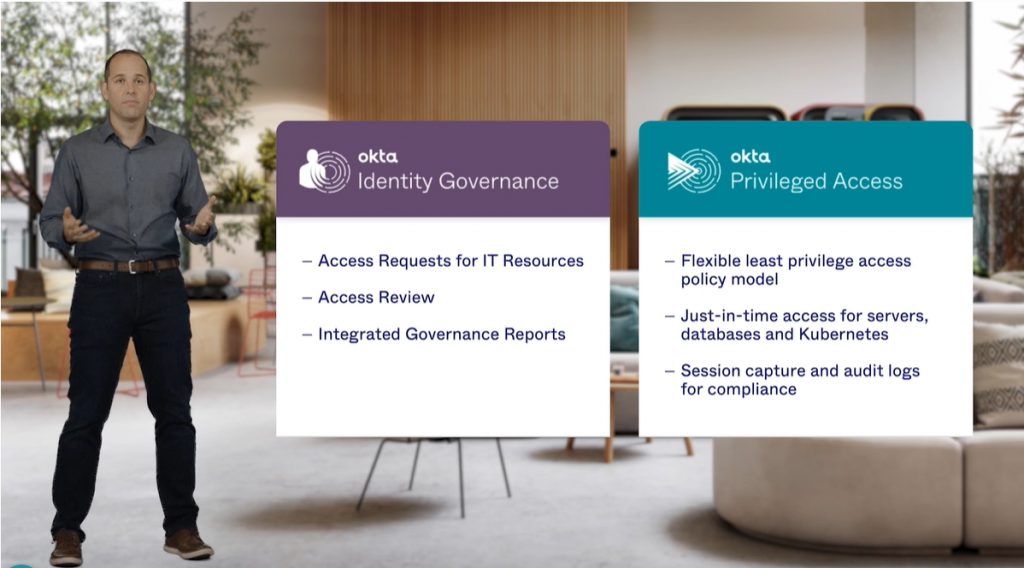 okta
Identity Governance
– Access Requests for IT Resources
– Access Review
– Integrated Governance Reports
okta
Privileged Access
– Flexible least privilege access
policy model
– Just-in-time access for servers,
databases and Kubernetes
– Session capture and audit logs
for compliance